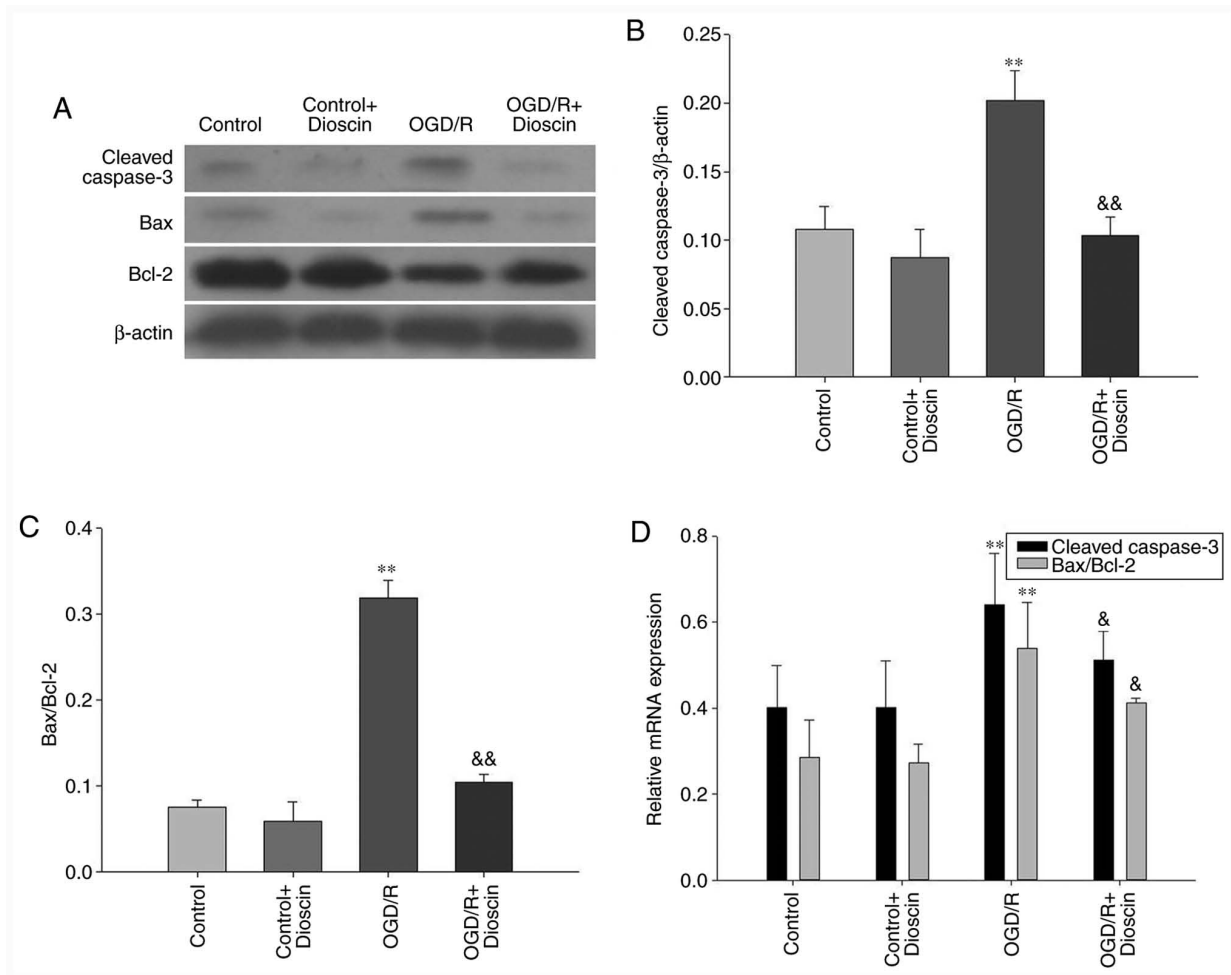 A
Control
Control+
Dioscin
OGD/R
OGD/R+
Dioscin
Cleaved
caspase-3
Bax
Bcl-2
β-actin
B
Cleaved caspase-3/β-actin
0.25
0.20
0.15
0.10
0.05
0.00
**
&&
Control
Control+
Dioscin
OGD/R
OGD/R+
Dioscin
C
Bax/Bcl-2
0.4
0.3
0.2
0.1
0.0
**
&&
Control
Control+
Dioscin
OGD/R
OGD/R+
Dioscin
D
Relative mRNA expression
0.8
0.6
0.4
0.2
0.0
Cleaved caspase-3
Bax/Bcl-2
**
**
&
&
Control
Control+
Dioscin
OGD/R
OGD/R+
Dioscin